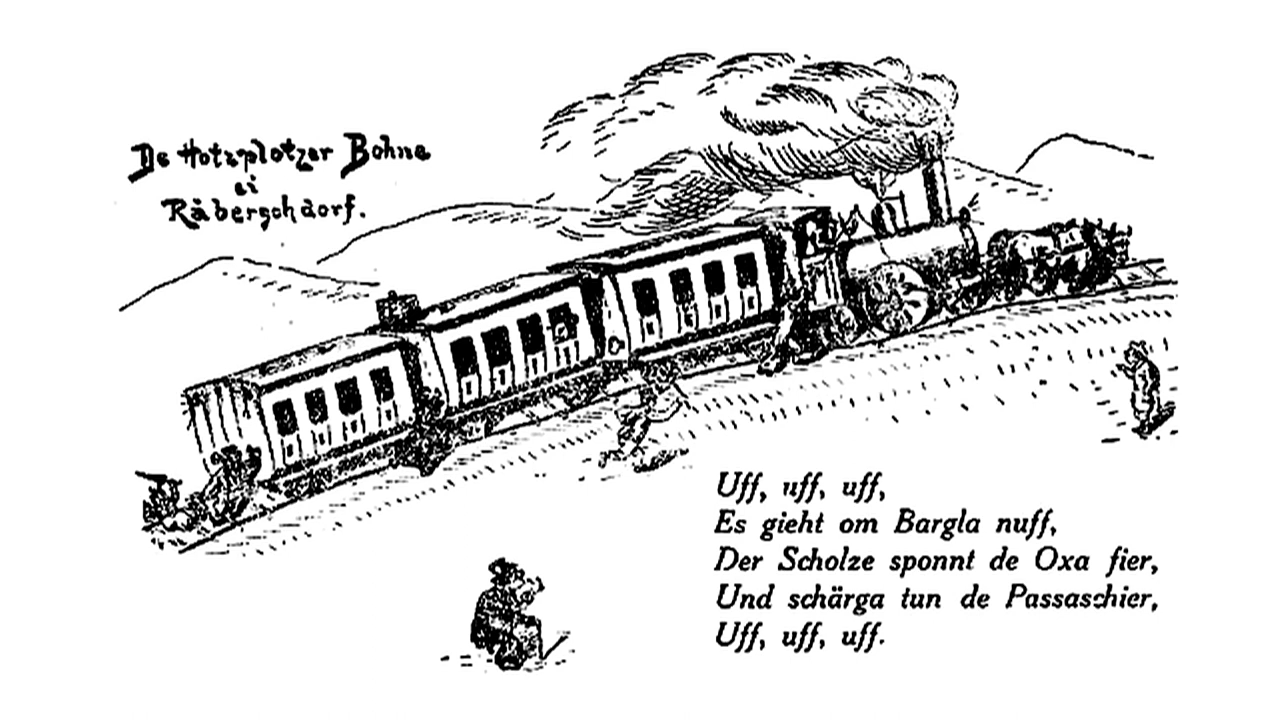 De Hotzplotzer Bohne
ei
Räberschdorf.
Uff, uff, uff,
Es gieht om Bargla nuff,
Der Scholze sponnt de Oxa fier,
Und schärga tun de Passaschier,
Uff, uff, uff.